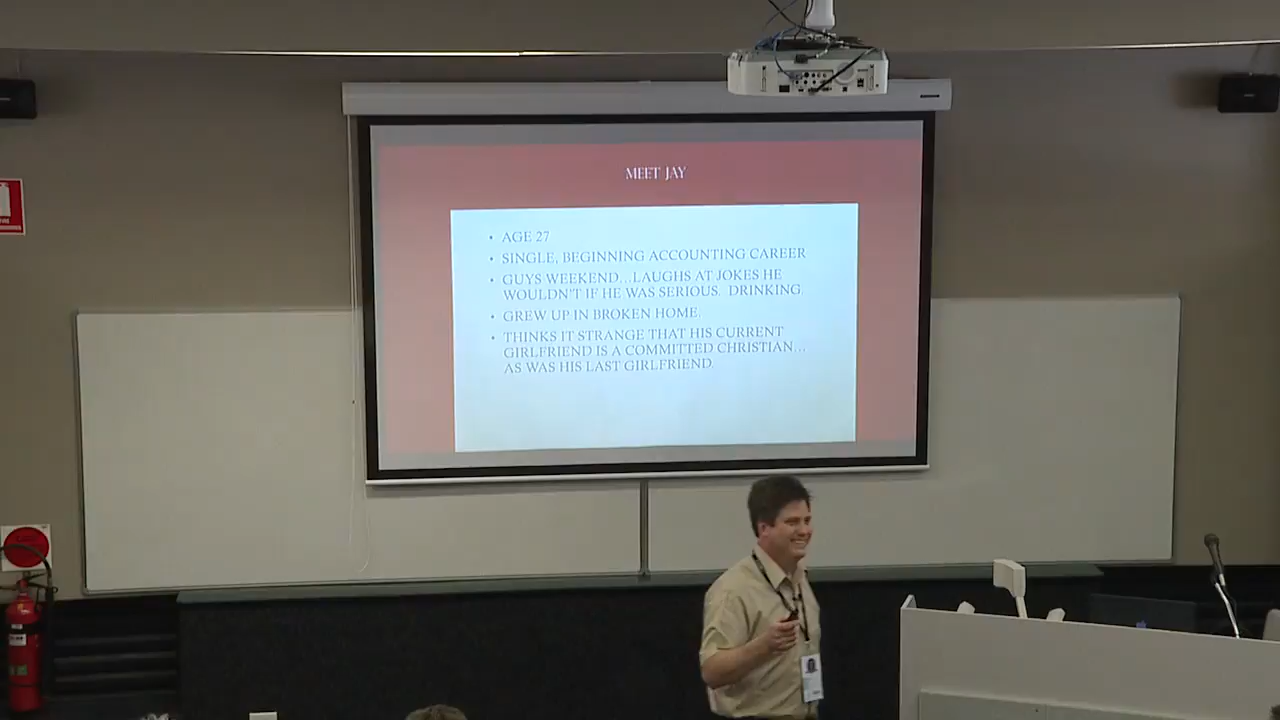 MEET JAY
• AGE 27
• SINGLE, BEGINNING ACCOUNTING CAREER
• GUYS WEEKEND...LAUGHS AT JOKES HE
WOULDN'T IF HE WAS SERIOUS. DRINKING.
• GREW UP IN BROKEN HOME.
• THINKS IT STRANGE THAT HIS CURRENT
GIRLFRIEND IS A COMMITTED CHRISTIAN...
AS WAS HIS LAST GIRLFRIEND.